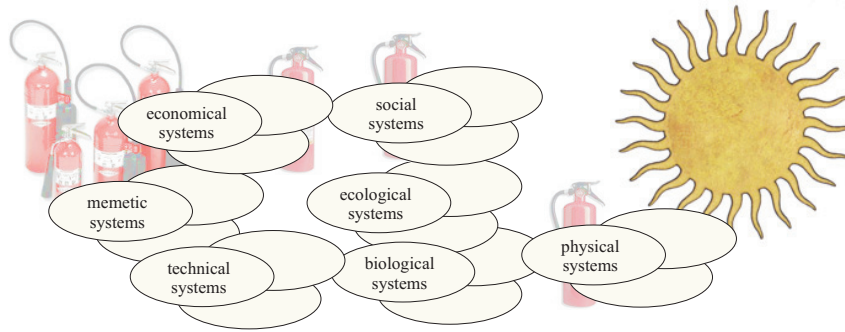 economical
systems
social
systems
memetic
systems
ecological
systems
technical
systems
biological
systems
physical
systems